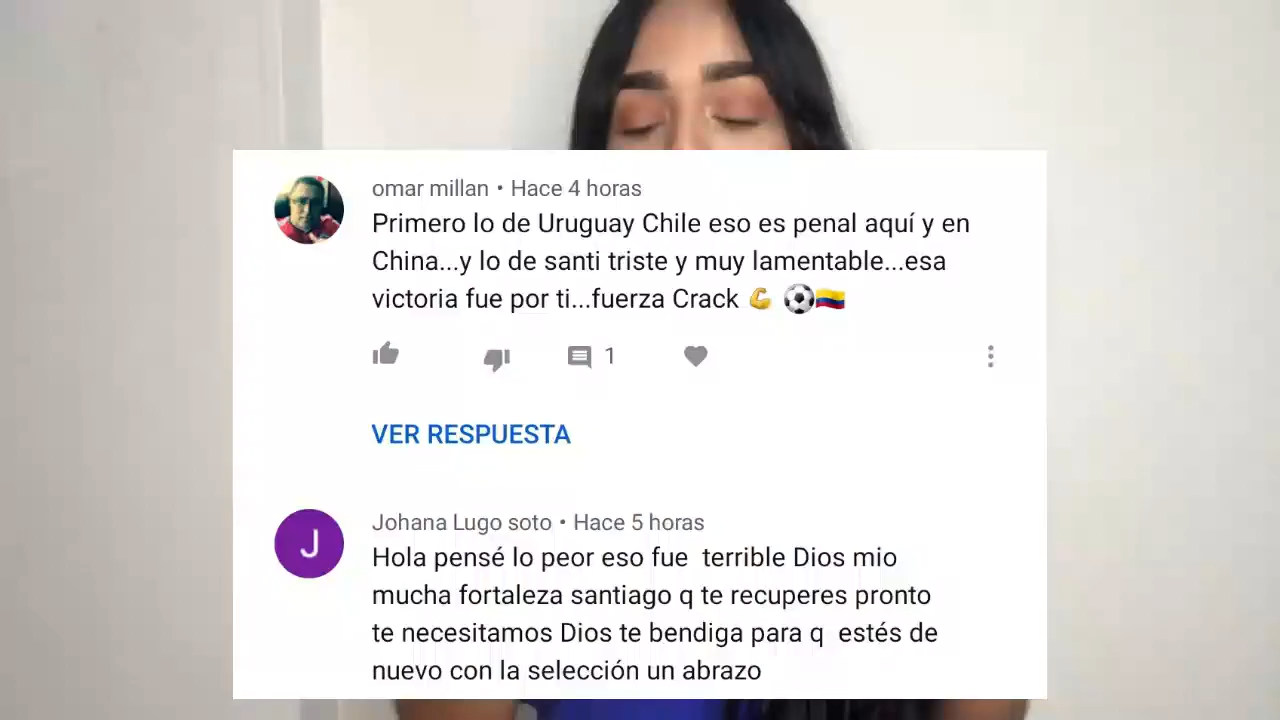 omar millan • Hace 4 horas
Primero lo de Uruguay Chile eso es penal aquí y en
China...y lo de santi triste y muy lamentable...esa
victoria fue por ti...fuerza Crack 💪 ⚽🇨🇴
1
VER RESPUESTA
J
Johana Lugo soto • Hace 5 horas
Hola pensé lo peor eso fue  terrible Dios mio
mucha fortaleza santiago q te recuperes pronto
te necesitamos Dios te bendiga para q  estés de
nuevo con la selección un abrazo